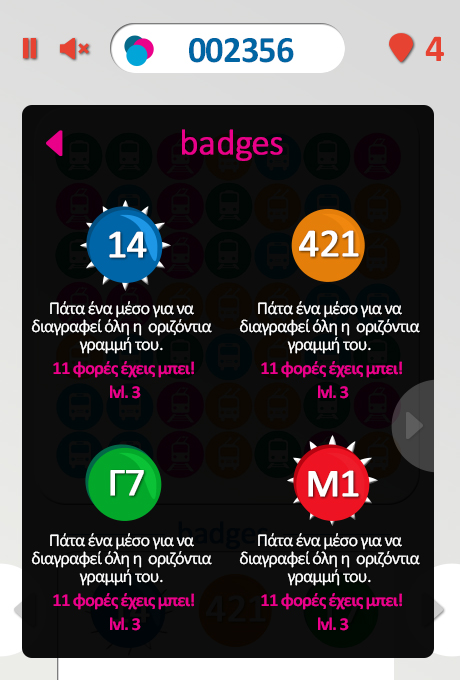 002356
4
badges
14
421
Πάτα ένα μέσο για να
διαγραφεί όλη η οριζόντια
γραμμή του.
11 φορές έχεις μπει!
lvl. 3
Πάτα ένα μέσο για να
διαγραφεί όλη η οριζόντια
γραμμή του.
11 φορές έχεις μπει!
lvl. 3
Γ7
M1
Πάτα ένα μέσο για να
διαγραφεί όλη η οριζόντια
γραμμή του.
11 φορές έχεις μπει!
lvl. 3
Πάτα ένα μέσο για να
διαγραφεί όλη η οριζόντια
γραμμή του.
11 φορές έχεις μπει!
lvl. 3
badges
421